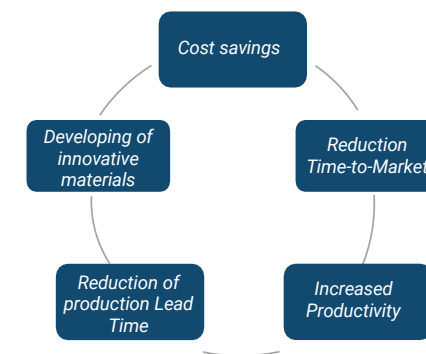 Cost savings
Developing of
innovative
materials
Reduction
Time-to-Market
Reduction of
production Lead
Time
Increased
Productivity